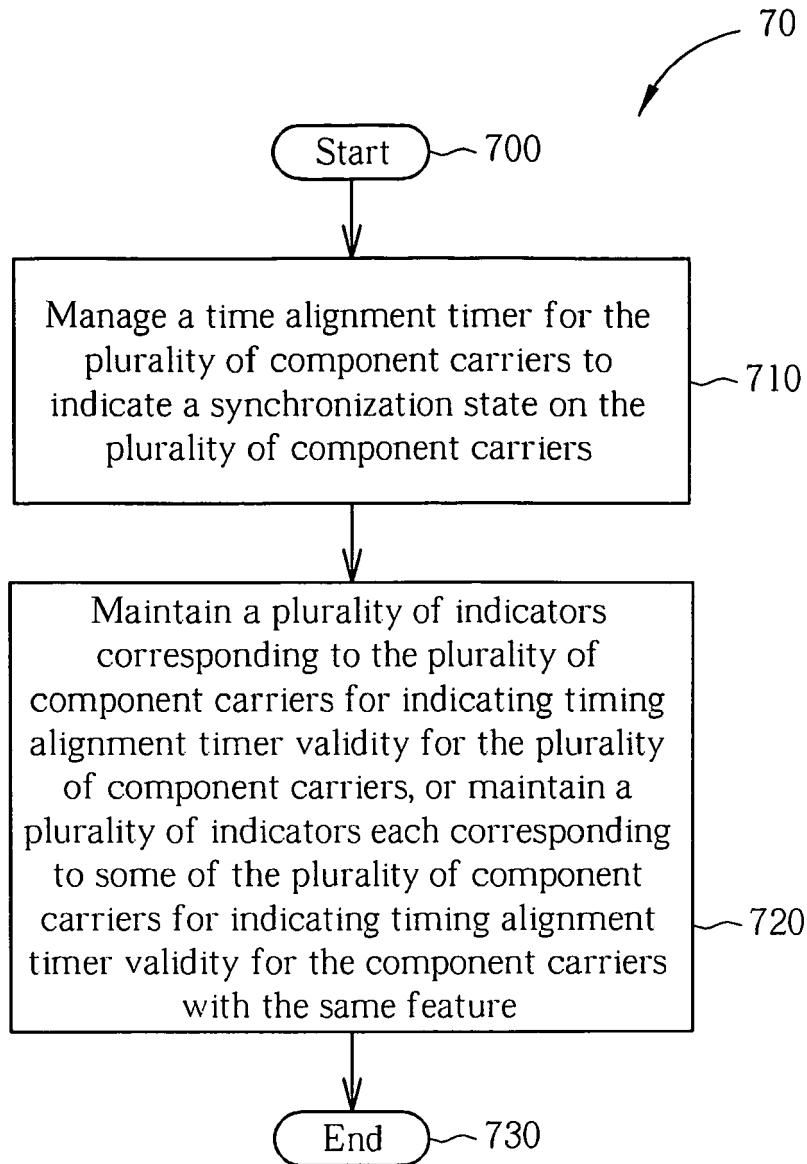 70
Start
700
Manage a time alignment timer for the
plurality of component carriers to
indicate a synchronization state on the
plurality of component carriers
710
Maintain a plurality of indicators
corresponding to the plurality of
component carriers for indicating timing
alignment timer validity for the plurality
of component carriers, or maintain a
plurality of indicators each corresponding
to some of the plurality of component
carriers for indicating timing alignment
timer validity for the component carriers
with the same feature
720
End
730